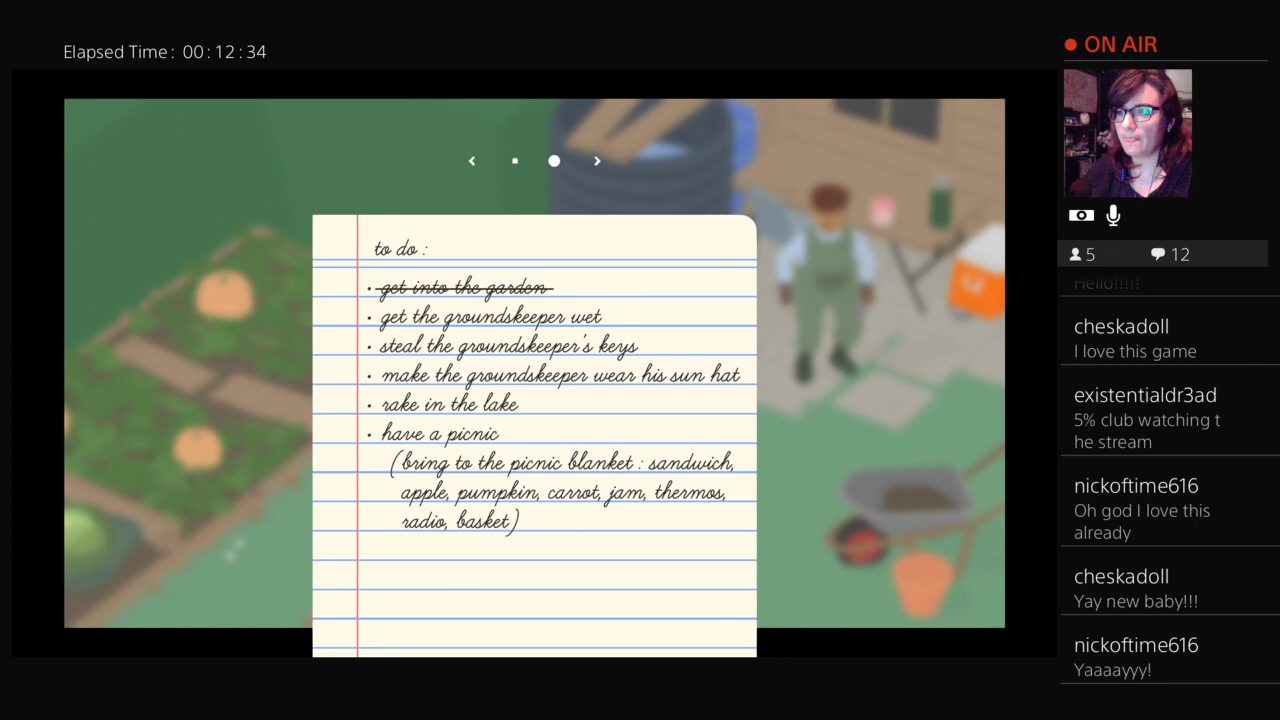 Elapsed Time: 00:12:34
ON AIR
to do :
• get into the garden
• get the groundskeeper wet
• steal the groundskeeper's keys
• make the groundskeeper wear his sun hat
• rake in the lake
• have a picnic
(bring to the picnic blanket : sandwich,
apple, pumpkin, carrot, jam, thermos,
radio, basket)
5
12
Hello!!!!!
cheskadoll
I love this game
existentialdr3ad
5% club watching t
he stream
nickoftime616
Oh god I love this
already
cheskadoll
Yay new baby!!!
nickoftime616
Yaaaayyy!